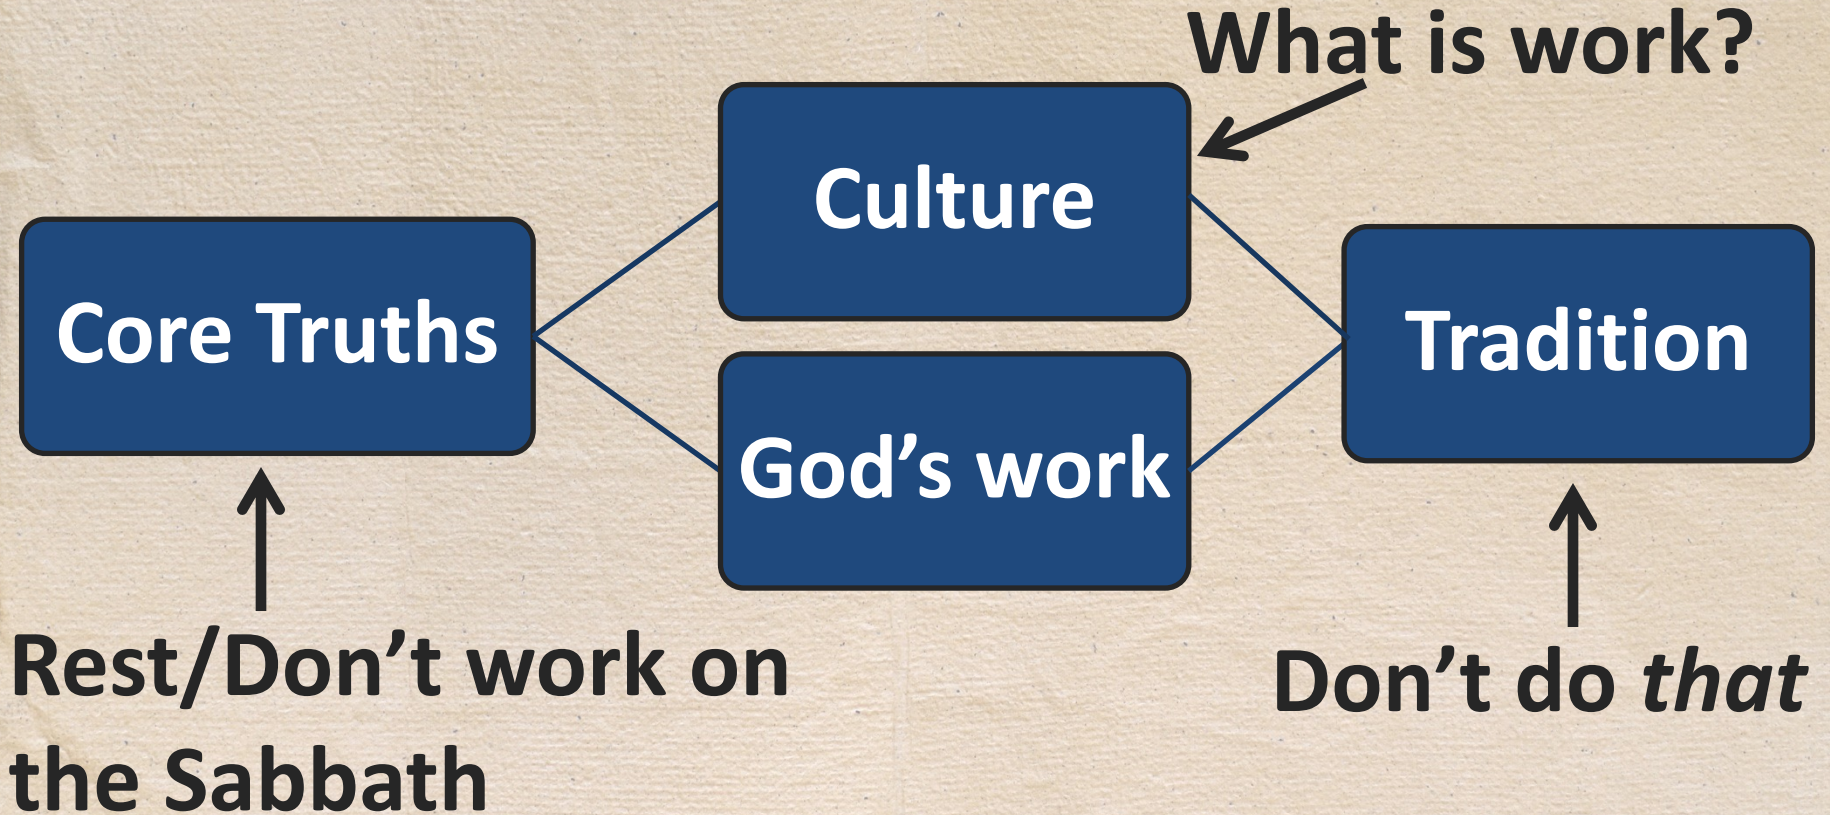 What is work?
Culture
Core Truths
Tradition
God’s work
Rest/Don’t work on
the Sabbath
Don’t do that